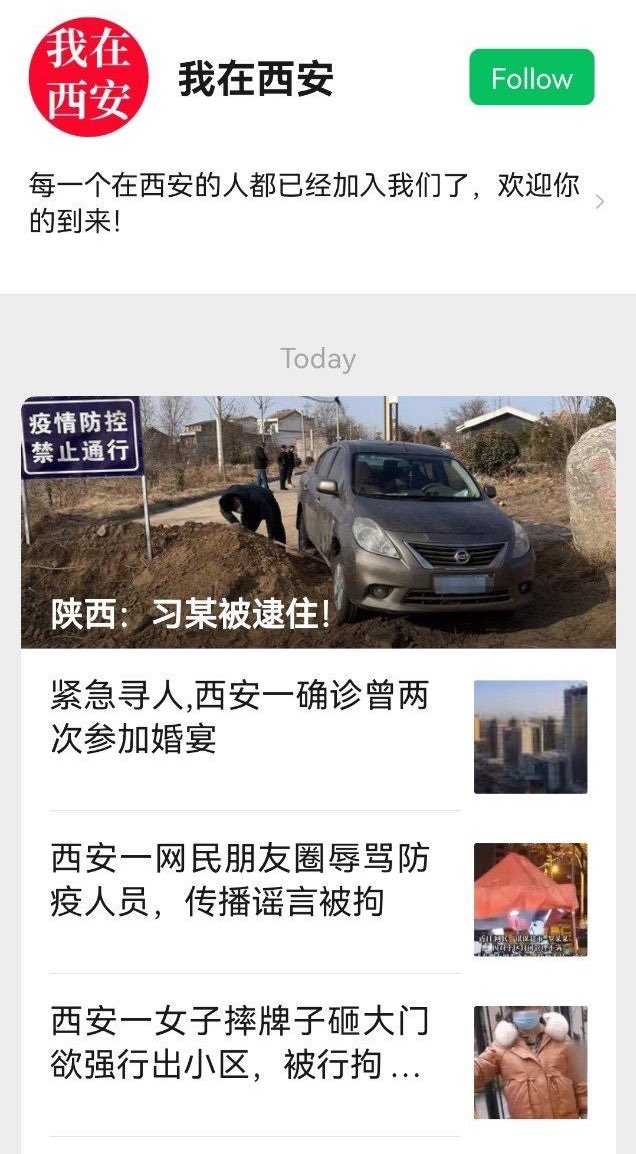 我在
西安
我在西安
Follow
每一个在西安的人都已经加入我们了，欢迎你
的到来！
Today
疫情防控
禁止通行
陕西：习某被逮住！
紧急寻人,西安一确诊曾两
次参加婚宴
西安一网民朋友圈辱骂防
疫人员，传播谣言被拘
西安一女子摔牌子砸大门
欲强行出小区，被行拘...